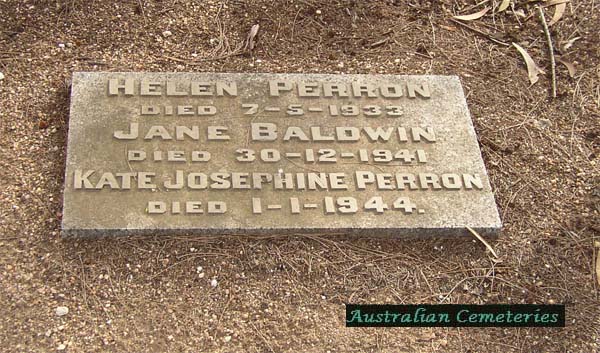 HELEN PERRON
DIED 7-5-1933
JANE BALDWIN
DIED 30-12-1941
KATE JOSEPHINE PERRON
DIED 1-1-1944.
Australian Cemeteries